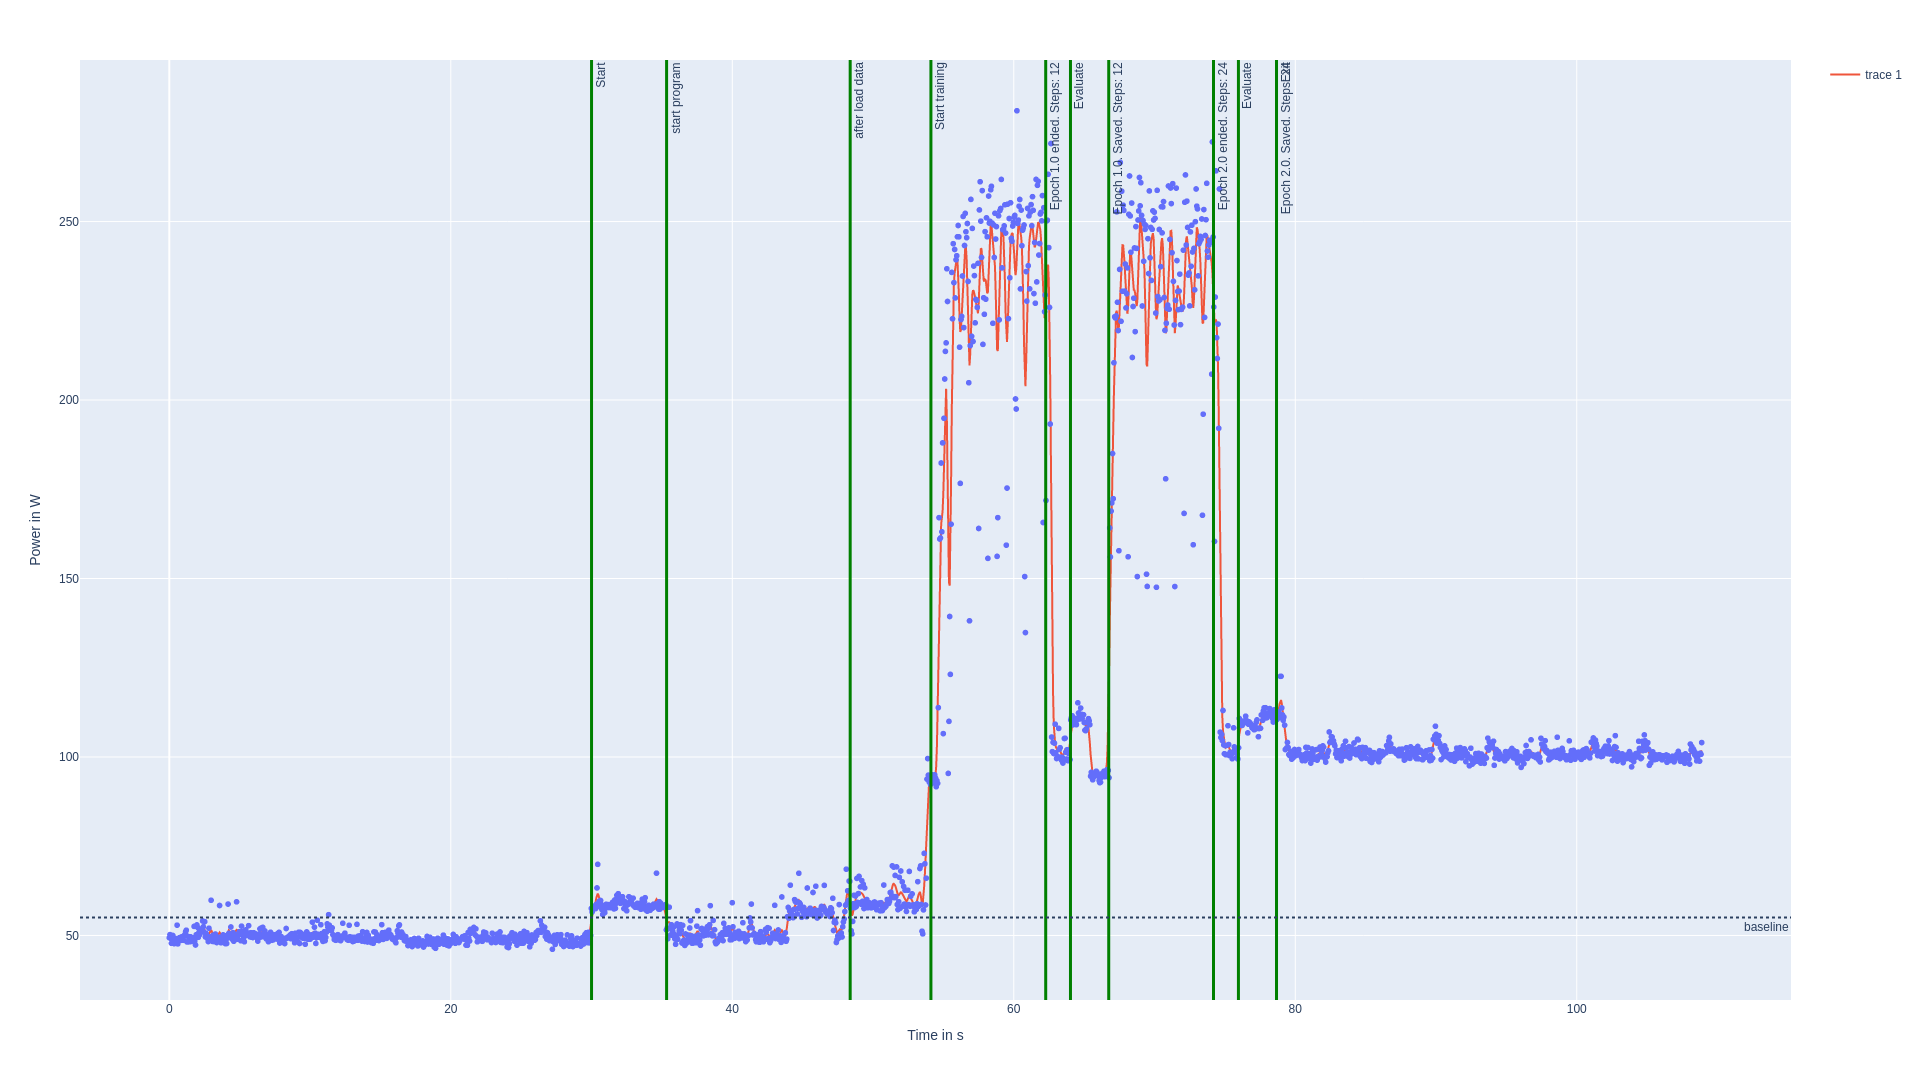 Start
start program
after load data
Start training
Epoch 1.0 ended. Steps: 12
Evaluate
Epoch 1.0. Saved. Steps: 12
Epoch 2.0 ended. Steps: 24
Evaluate
Epoch 2.0. Saved. Steps: 24
trace 1
250
200
150
100
50
Power in W
baseline
0
20
40
60
80
100
Time in s